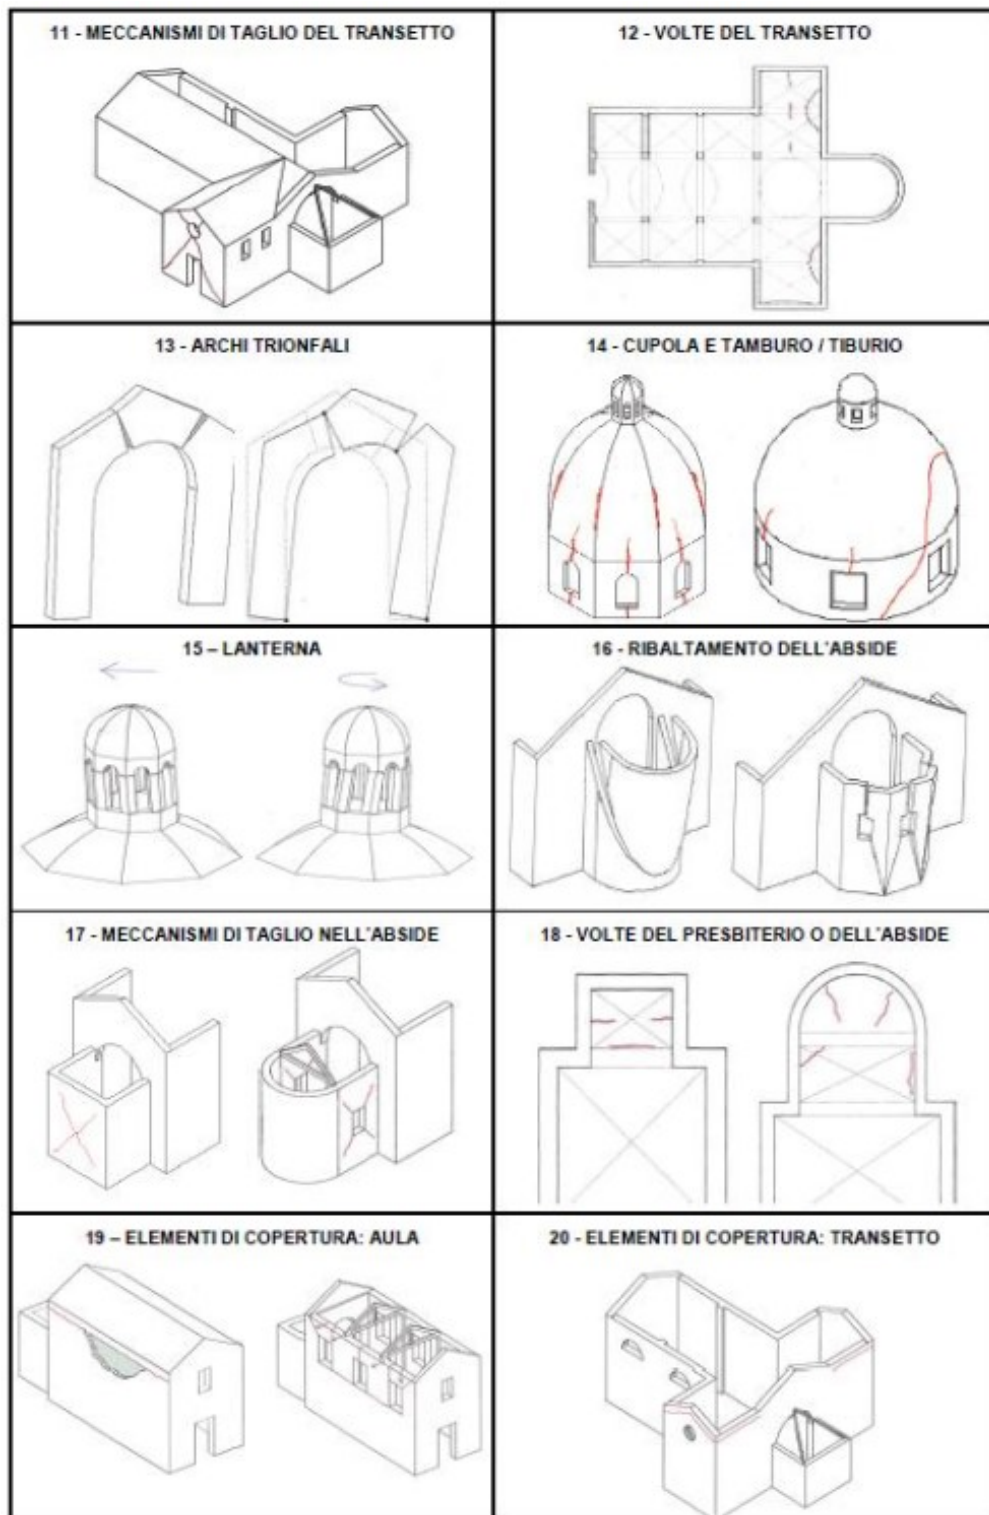 11 - MECCANISMI DI TAGLIO DEL TRANSETTO
12 - VOLTE DEL TRANSETTO
13 - ARCHI TRIONFALI
14 - CUPOLA E TAMBURO / TIBURIO
15 – LANTERNA
16 - RIBALTAMENTO DELL'ABSIDE
17 - MECCANISMI DI TAGLIO NELL'ABSIDE
18 - VOLTE DEL PRESBITERIO O DELL'ABSIDE
19 – ELEMENTI DI COPERTURA: AULA
20 - ELEMENTI DI COPERTURA: TRANSETTO